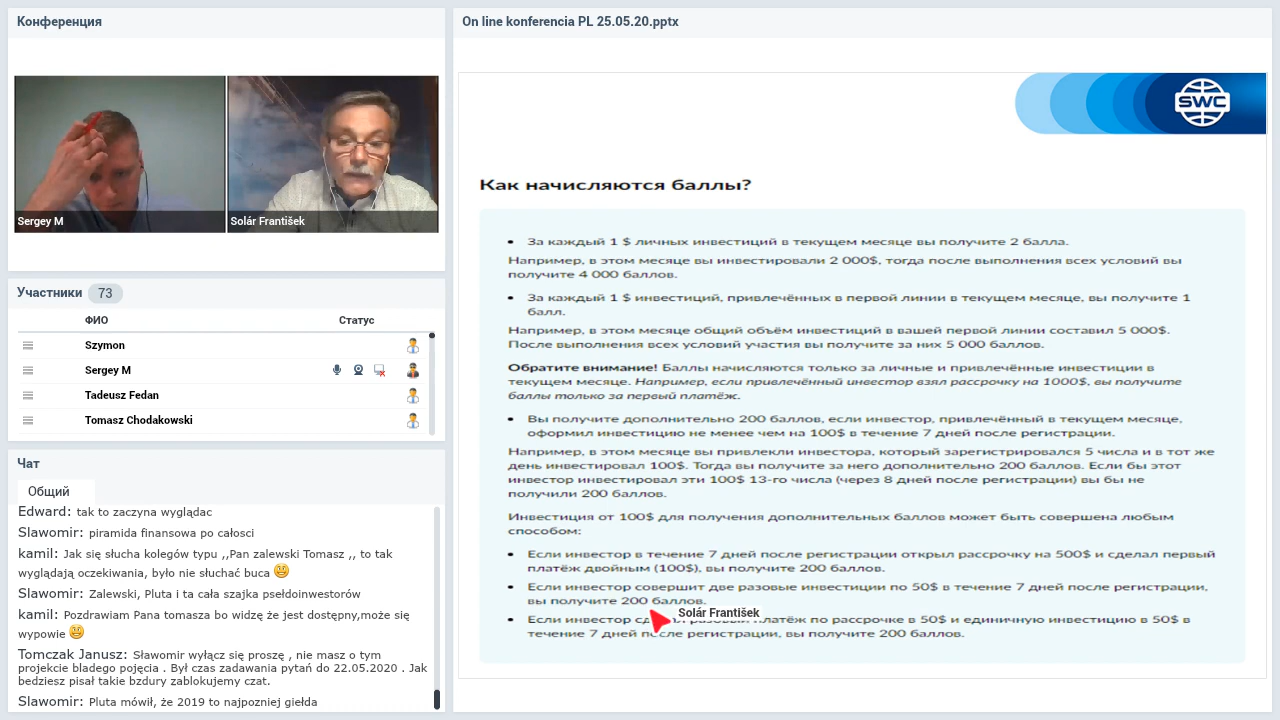 Конференция
Sergey M
Solár František
Участники 73
ФИО Статус
Szymon
Sergey M
Tadeusz Fedan
Tomasz Chodakowski
Чат
Общий
Edward: tak to zaczyna wyglądac
Slawomir: piramida finansowa po całosci
kamil: Jak się słucha kolegów typu ,,Pan zalewski Tomasz ,, to tak
wyglądają oczekiwania, było nie słuchać buca
Slawomir: Zalewski, Pluta i ta cała szajka psełdoinwestorów
kamil: Pozdrawiam Pana tomasza bo widzę że jest dostępny,może się
wypowie
Tomczak Janusz: Sławomir wyłącz się proszę , nie masz o tym
projekcie bladego pojęcia . Był czas zadawania pytań do 22.05.2020 . Jak
bedziesz pisał takie bzdury zablokujemy czat.
Slawomir: Pluta mówił, że 2019 to najpozniej giełda
On line konferencia PL 25.05.20.pptx
SWC
Как начисляются баллы?
• За каждый 1 $ личных инвестиций в текущем месяце вы получите 2 балла.
Например, в этом месяце вы инвестировали 2 000$, тогда после выполнения всех условий вы
получите 4 000 баллов.
• За каждый 1 $ инвестиций, привлечённых в первой линии в текущем месяце, вы получите 1
балл.
Например, в этом месяце общий объём инвестиций в вашей первой линии составил 5 000$.
После выполнения всех условий участия вы получите за них 5 000 баллов.
Обратите внимание! Баллы начисляются только за личные и привлечённые инвестиции в
текущем месяце. Например, если привлечённый инвестор взял рассрочку на 1000$, вы получите
баллы только за первый платёж.
• Вы получите дополнительно 200 баллов, если инвестор, привлечённый в текущем месяце,
оформил инвестицию не менее чем на 100$ в течение 7 дней после регистрации.
Например, в этом месяце вы привлекли инвестора, который зарегистрировался 5 числа и в тот же
день инвестировал 100$. Тогда вы получите за него дополнительно 200 баллов. Если бы этот
инвестор инвестировал эти 100$ 13-го числа (через 8 дней после регистрации) вы бы не
получили 200 баллов.
Инвестиция от 100$ для получения дополнительных баллов может быть совершена любым
способом:
• Если инвестор в течение 7 дней после регистрации открыл рассрочку на 500$ и сделал первый
платёж двойным (100$), вы получите 200 баллов.
• Если инвестор совершит две разовые инвестиции по 50$ в течение 7 дней после регистрации,
вы получите 200 баллов.
Solár František
• Если инвестор платёж по рассрочке в 50$ и единичную инвестицию в 50$ в
течение 7 дней после регистрации, вы получите 200 баллов.